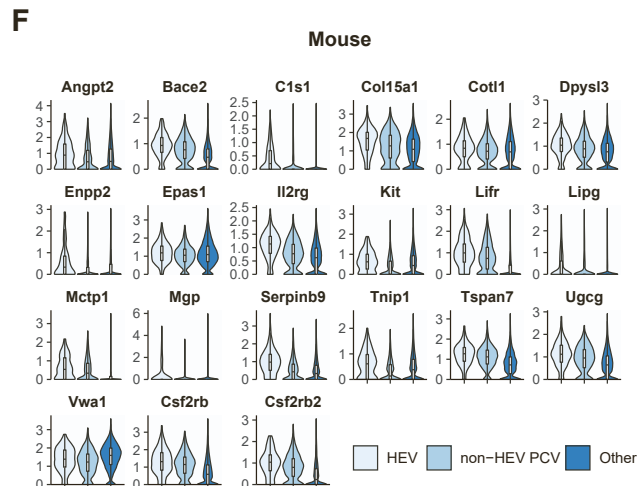 F
Mouse
Angpt2 Bace2 C1s1 Col15a1 Cotl1 Dpysl3
4 3 2 1 0
3 2 1 0
2.5 2.0 1.5 1.0 0.5 0.0
3 2 1 0
3 2 1 0
3 2 1 0
Enpp2 Epas1 Il2rg Kit Lifr Lipg
3 2 1 0
3 2 1 0
2.5 2.0 1.5 1.0 0.5 0.0
3 2 1 0
3 2 1 0
3 2 1 0
Mctp1 Mgp Serpinb9 Tnip1 Tspan7 Ugcg
3 2 1 0
6 4 2 0
3 2 1 0
2 1 0
3 2 1 0
3 2 1 0
Vwa1 Csf2rb Csf2rb2
3 2 1 0
3 2 1 0
3 2 1 0
HEV non-HEV PCV Other